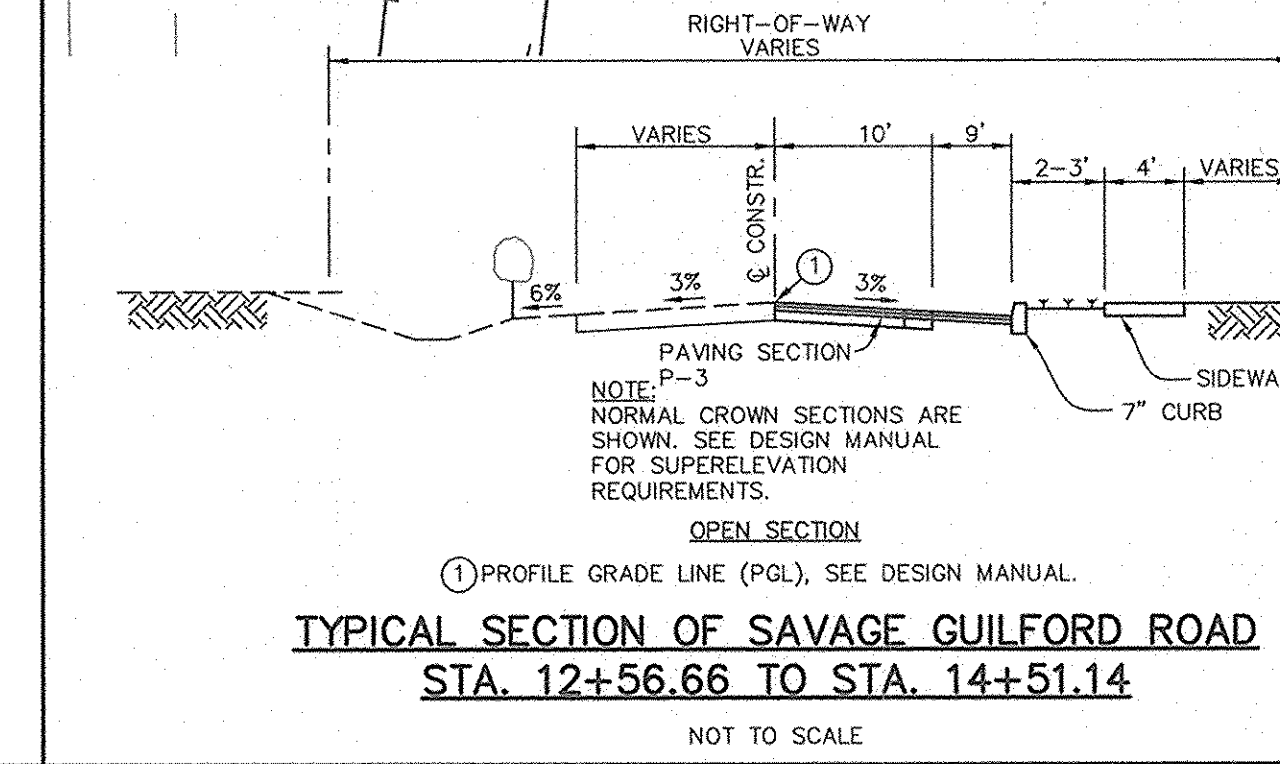 RIGHT-OF-WAY
VARIES
VARIES
10'
9'
2-3'
4'
VARIES
℄ CONSTR.
1
6%
3%
3%
PAVING SECTION
P-3
SIDEWA
7" CURB
NOTE:
NORMAL CROWN SECTIONS ARE
SHOWN. SEE DESIGN MANUAL
FOR SUPERELEVATION
REQUIREMENTS.
OPEN SECTION
1 PROFILE GRADE LINE (PGL), SEE DESIGN MANUAL.
TYPICAL SECTION OF SAVAGE GUILFORD ROAD
STA. 12+56.66 TO STA. 14+51.14
NOT TO SCALE